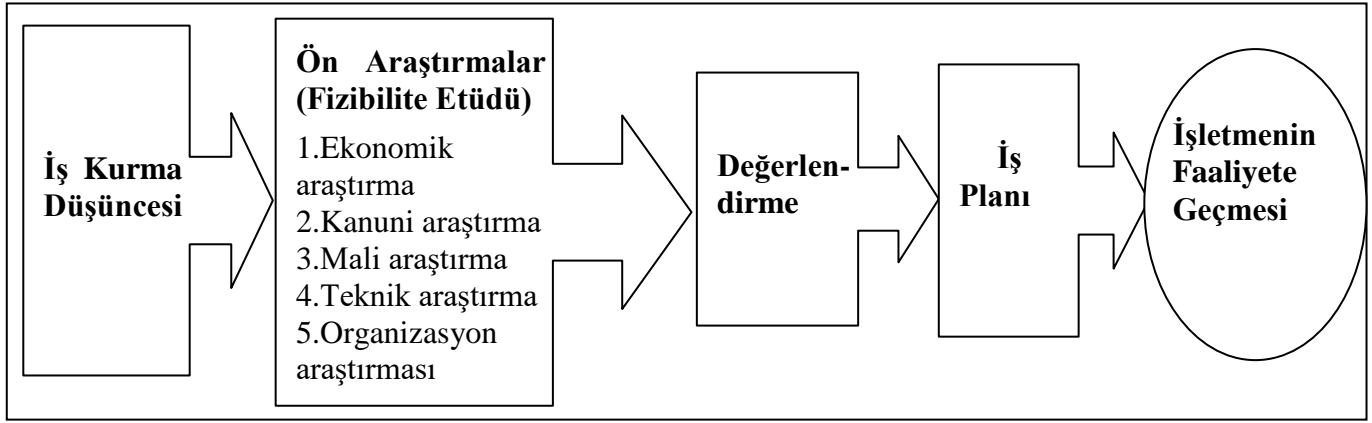 İş Kurma
Düşüncesi
Ön Araştırmalar
(Fizibilite Etüdü)
1.Ekonomik
araştırma
2.Kanuni araştırma
3.Mali araştırma
4.Teknik araştırma
5.Organizasyon
araştırması
Değerlen-
dirme
İş
Planı
İşletmenin
Faaliyete
Geçmesi